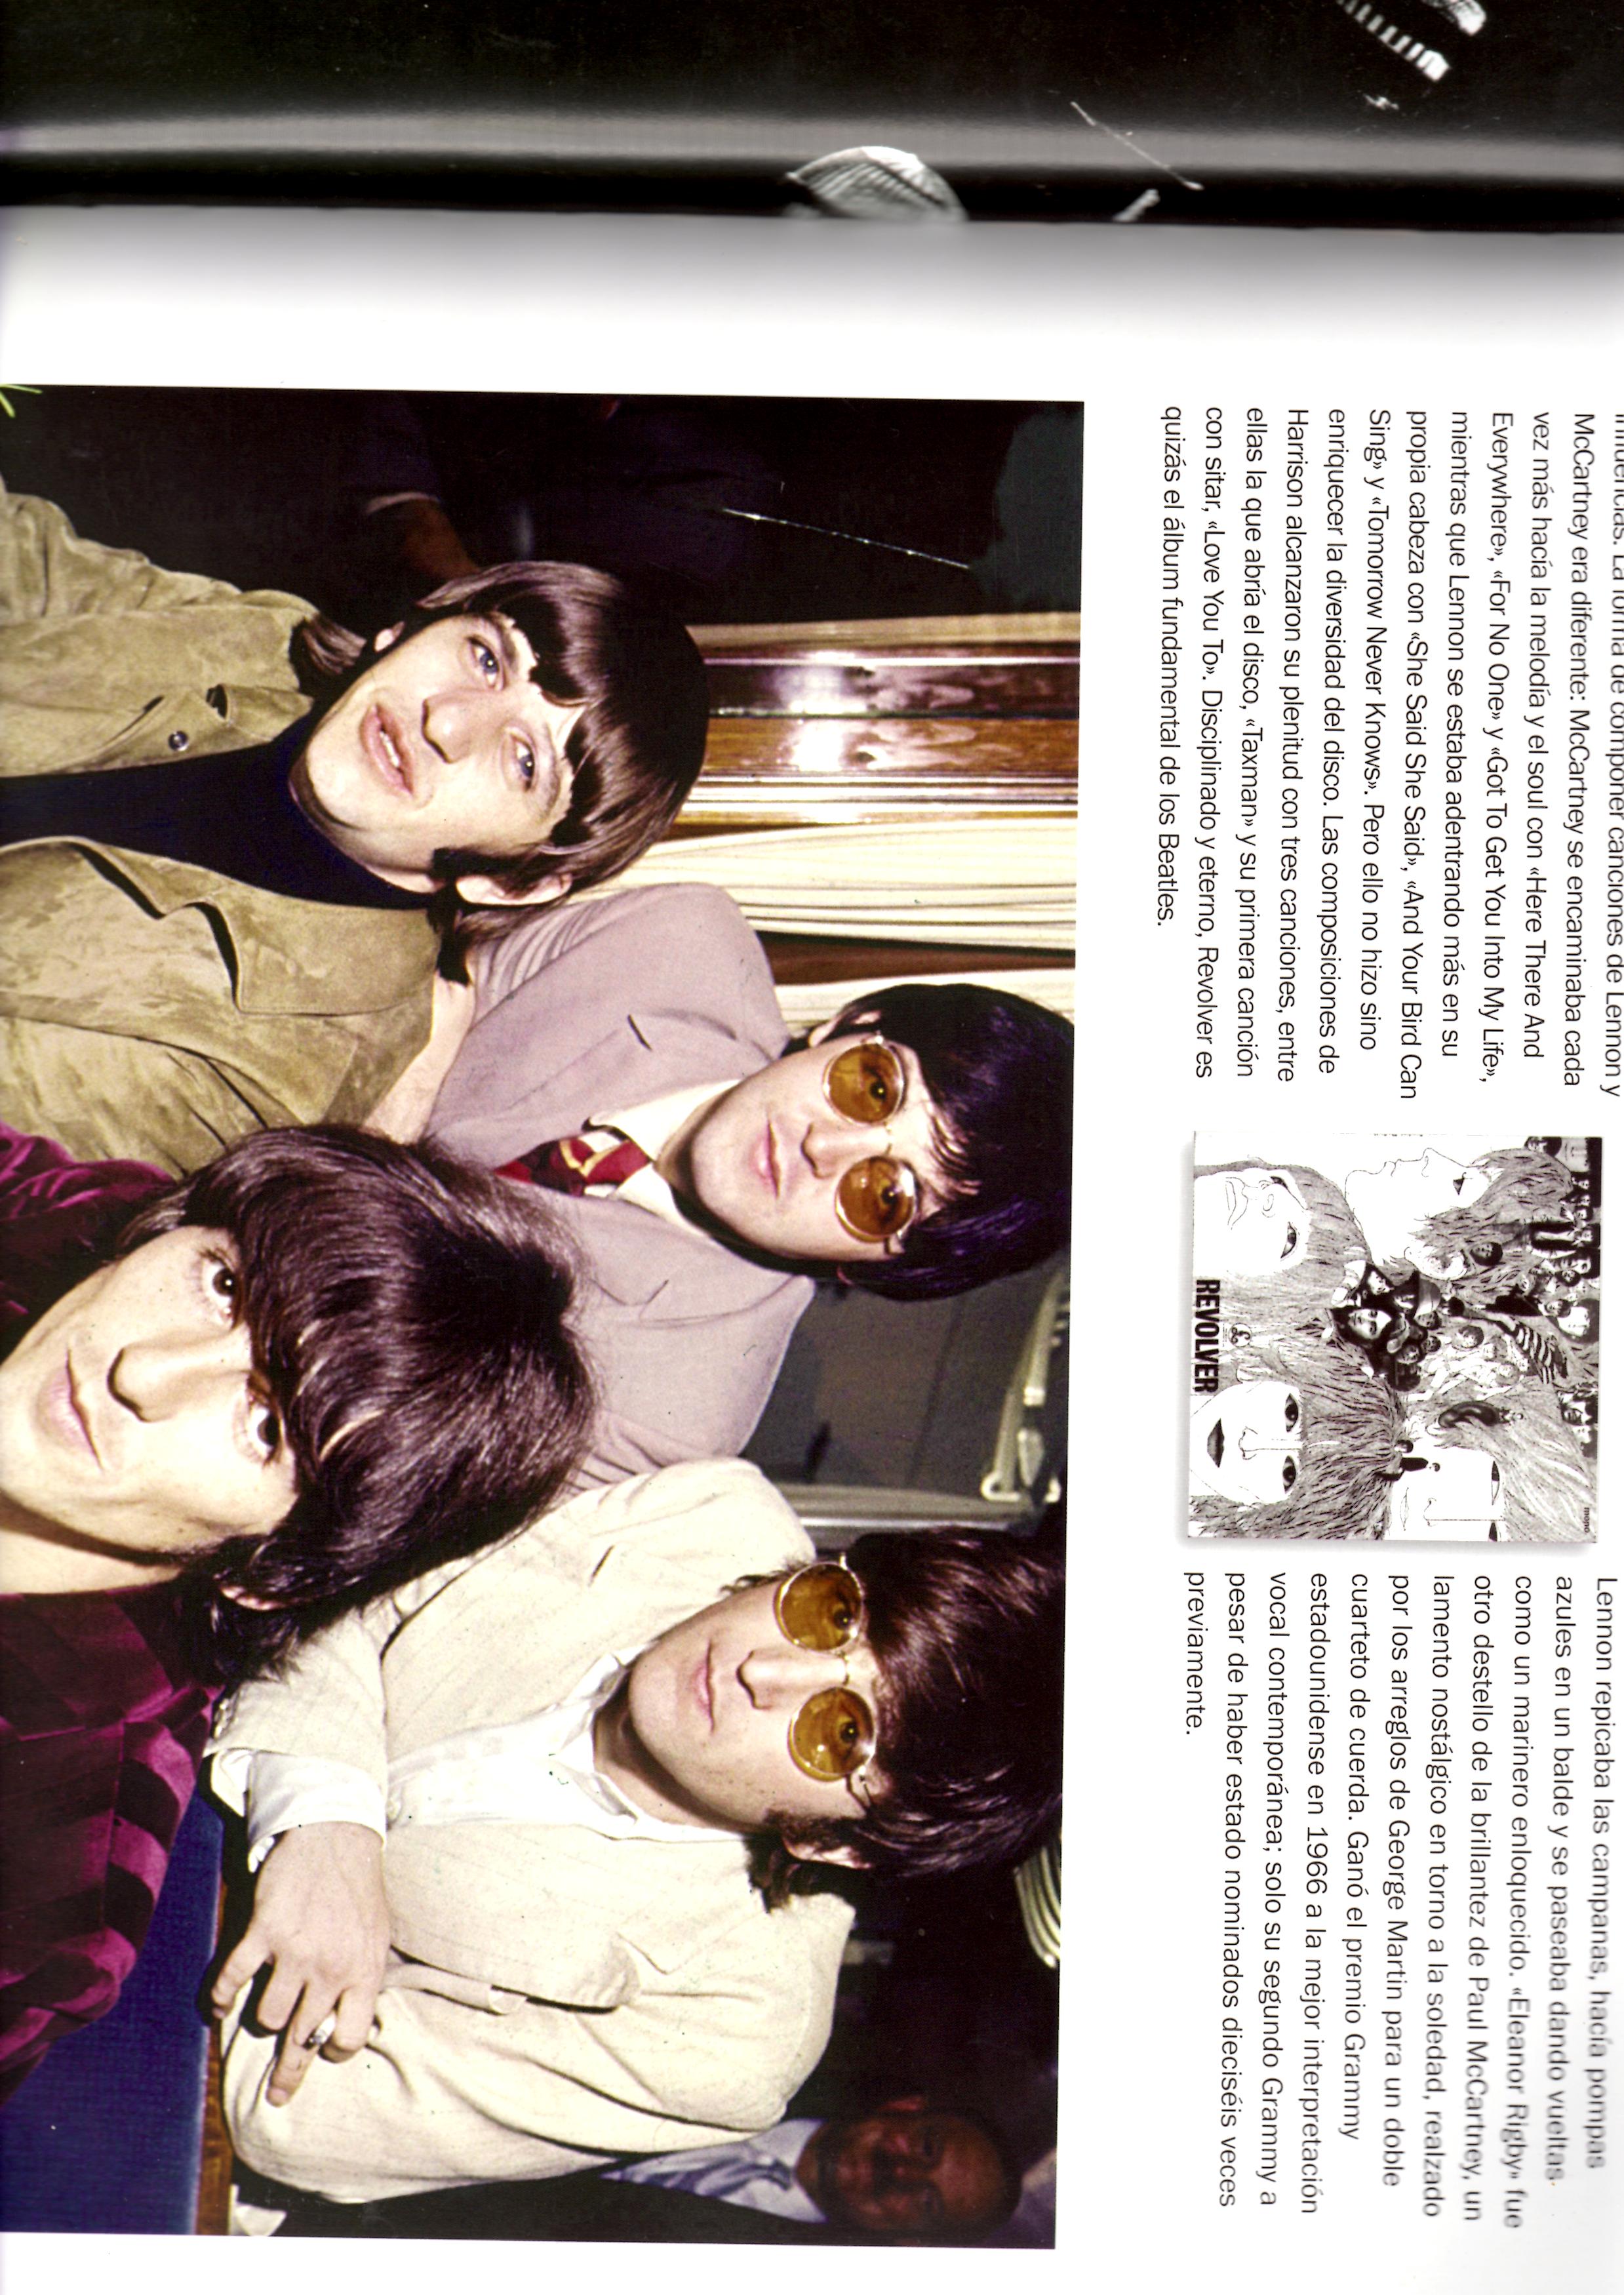 influencias. La forma de componer canciones de Lennon y
McCartney era diferente: McCartney se encaminaba cada
vez más hacía la melodía y el soul con «Here There And
Everywhere», «For No One» y «Got To Get You Into My Life»,
mientras que Lennon se estaba adentrando más en su
propia cabeza con «She Said She Said», «And Your Bird Can
Sing» y «Tomorrow Never Knows». Pero ello no hizo sino
enriquecer la diversidad del disco. Las composiciones de
Harrison alcanzaron su plenitud con tres canciones, entre
ellas la que abría el disco, «Taxman» y su primera canción
con sitar, «Love You To». Disciplinado y eterno, Revolver es
quizás el álbum fundamental de los Beatles.
mono
REVOLVER
Lennon repicaba las campanas, hacía pompas
azules en un balde y se paseaba dando vueltas
como un marinero enloquecido. «Eleanor Rigby» fue
otro destello de la brillantez de Paul McCartney, un
lamento nostálgico en torno a la soledad, realzado
por los arreglos de George Martin para un doble
cuarteto de cuerda. Ganó el premio Grammy
estadounidense en 1966 a la mejor interpretación
vocal contemporánea; solo su segundo Grammy a
pesar de haber estado nominados dieciséis veces
previamente.